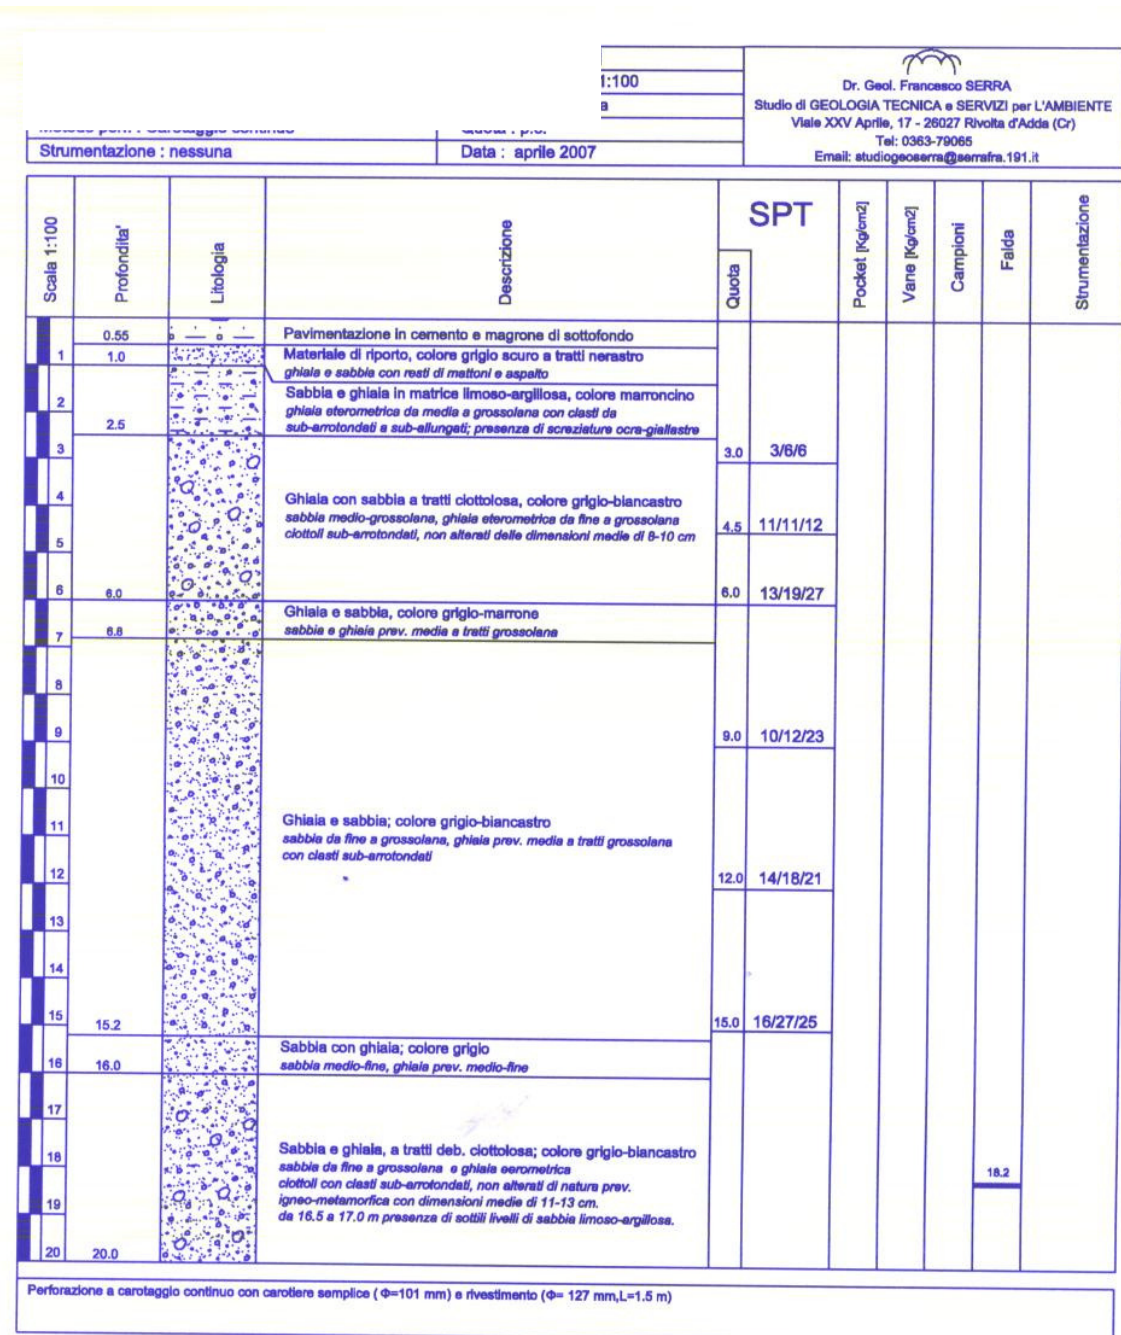 1:100
Dr. Geol. Francesco SERRA
Studio di GEOLOGIA TECNICA e SERVIZI per L'AMBIENTE
Viale XXV Aprile, 17 - 26027 Rivolta d'Adda (Cr)
Tel: 0363-79065
Email: studiogeoserra@serrafra.191.it
Strumentazione : nessuna
Data : aprile 2007
Scala 1:100
Profondita'
Litologia
Descrizione
SPT
Quota
Pocket [Kg/cm2]
Vane [Kg/cm2]
Campioni
Falda
Strumentazione
0.55 Pavimentazione in cemento e magrone di sottofondo
1 1.0 Materiale di riporto, colore grigio scuro a tratti nerastro
ghiaia e sabbia con resti di mattoni e aspalto
Sabbia e ghiaia in matrice limoso-argillosa, colore marroncino
2 ghiaia eterometrica da media a grossolana con clasti da
2.5 sub-arrotondati a sub-allungati; presenza di screziature ocra-giallastre
3 3.0 3/6/6
4 Ghiaia con sabbia a tratti ciottolosa, colore grigio-biancastro
sabbia medio-grossolana, ghiaia eterometrica da fine a grossolana
4.5 11/11/12
ciottoli sub-arrotondati, non alterati delle dimensioni medie di 8-10 cm
5
6 6.0 6.0 13/19/27
Ghiaia e sabbia, colore grigio-marrone
7 6.8 sabbia e ghiaia prev. media a tratti grossolana
8
9 9.0 10/12/23
10
11 Ghiaia e sabbia; colore grigio-biancastro
sabbia da fine a grossolana, ghiaia prev. media a tratti grossolana
con clasti sub-arrotondati
12 12.0 14/18/21
13
14
15 15.2 15.0 16/27/25
Sabbia con ghiaia; colore grigio
16 16.0 sabbia medio-fine, ghiaia prev. medio-fine
17
18 Sabbia e ghiaia, a tratti deb. ciottolosa; colore grigio-biancastro
sabbia da fine a grossolana e ghiaia eerometrica
18.2
ciottoli con clasti sub-arrotondati, non alterati di natura prev.
19 igneo-metamorfica con dimensioni medie di 11-13 cm.
da 16.5 a 17.0 m presenza di sottili livelli di sabbia limoso-argillosa.
20 20.0
Perforazione a carotaggio continuo con carotiere semplice ( Φ=101 mm) e rivestimento (Φ= 127 mm,L=1.5 m)